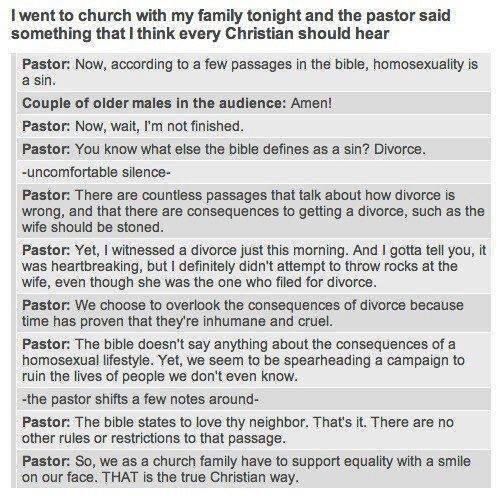 I went to church with my family tonight and the pastor said
something that I think every Christian should hear
Pastor: Now, according to a few passages in the bible, homosexuality is
a sin.
Couple of older males in the audience: Amen!
Pastor: Now, wait, I'm not finished.
Pastor: You know what else the bible defines as a sin? Divorce.
-uncomfortable silence-
Pastor: There are countless passages that talk about how divorce is
wrong, and that there are consequences to getting a divorce, such as the
wife should be stoned.
Pastor: Yet, I witnessed a divorce just this morning. And I gotta tell you, it
was heartbreaking, but I definitely didn't attempt to throw rocks at the
wife, even though she was the one who filed for divorce.
Pastor: We choose to overlook the consequences of divorce because
time has proven that they're inhumane and cruel.
Pastor: The bible doesn't say anything about the consequences of a
homosexual lifestyle. Yet, we seem to be spearheading a campaign to
ruin the lives of people we don't even know.
-the pastor shifts a few notes around-
Pastor: The bible states to love thy neighbor. That's it. There are no
other rules or restrictions to that passage.
Pastor: So, we as a church family have to support equality with a smile
on our face. THAT is the true Christian way.